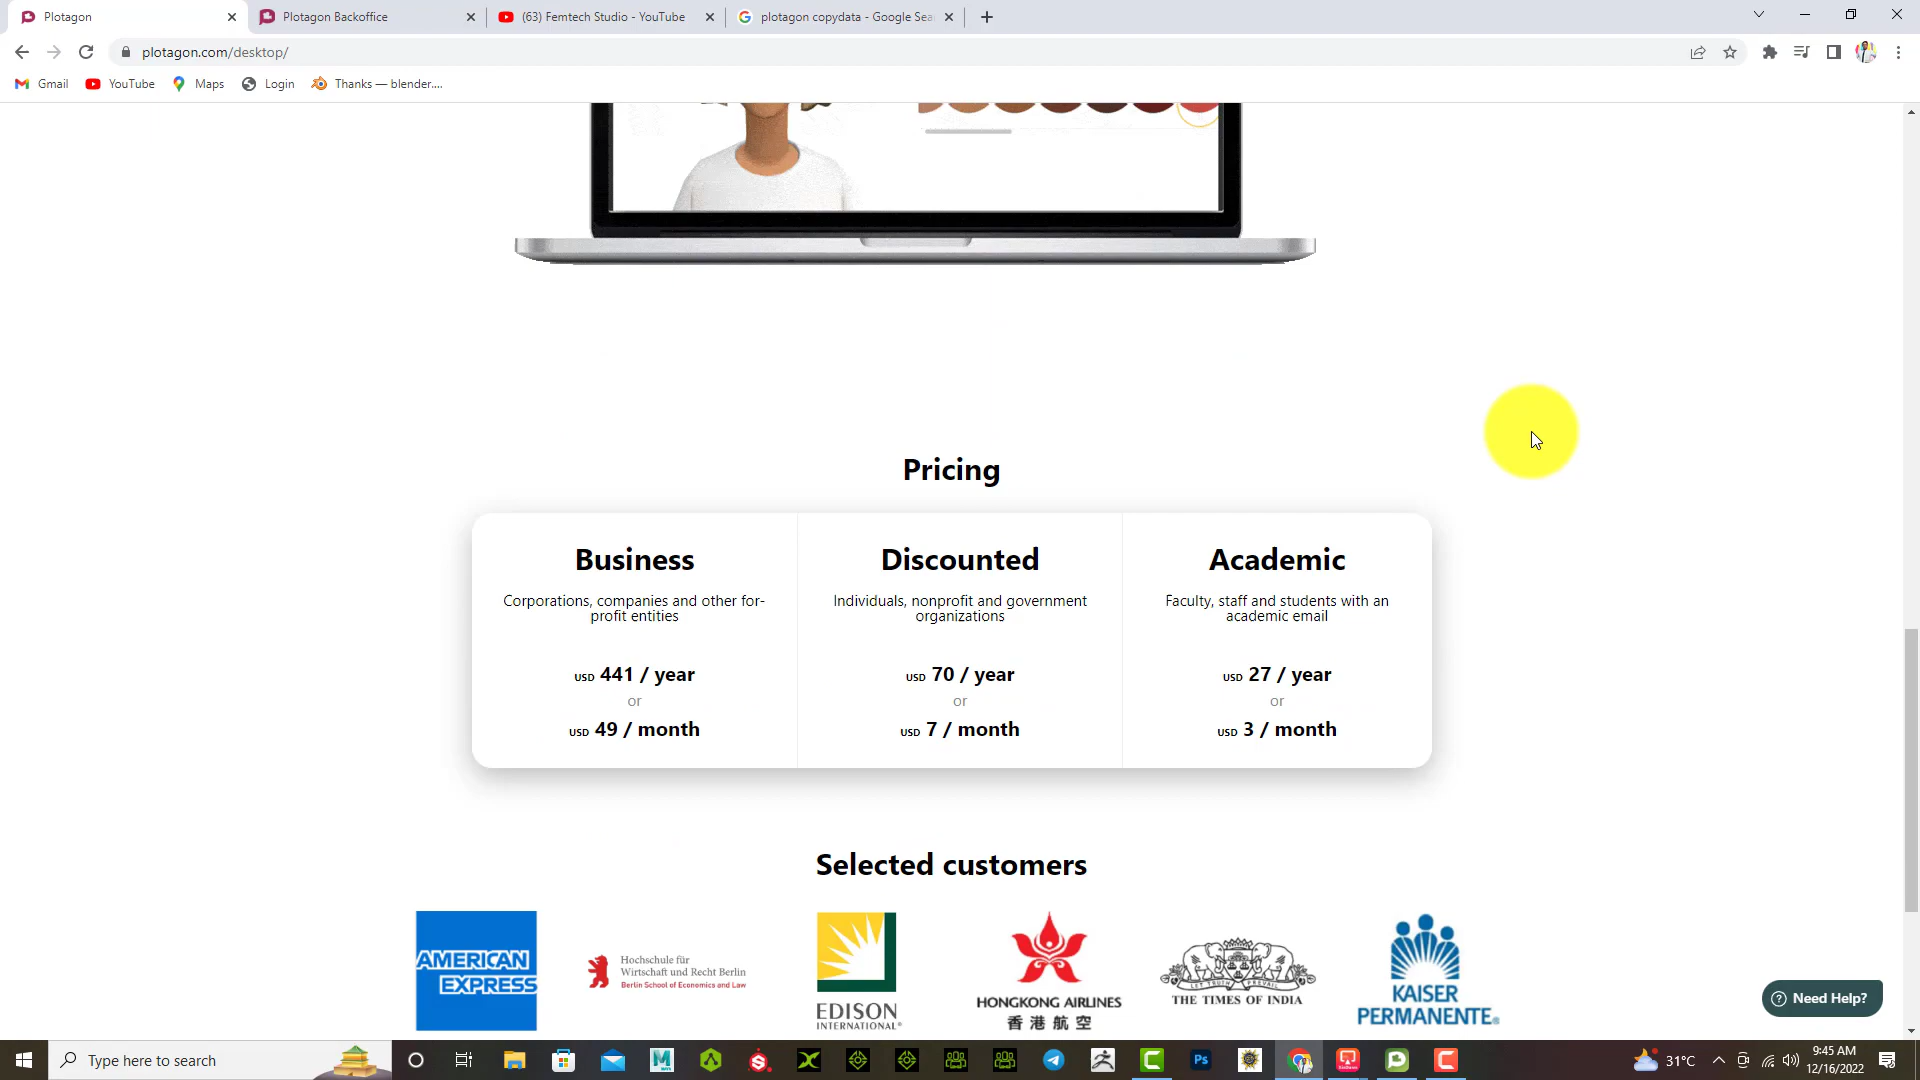 Plotagon
Plotagon Backoffice
(63) Femtech Studio - YouTube
plotagon copydata - Google Sea
plotagon.com/desktop/
Gmail
YouTube
Maps
Login
Thanks — blender....
Pricing
Business
Corporations, companies and other for-
profit entities
USD 441 / year
or
USD 49 / month
Discounted
Individuals, nonprofit and government
organizations
USD 70 / year
or
USD 7 / month
Academic
Faculty, staff and students with an
academic email
USD 27 / year
or
USD 3 / month
Selected customers
AMERICAN
EXPRESS
Hochschule für
Wirtschaft und Recht Berlin
Berlin School of Economics and Law
EDISON
INTERNATIONAL®
HONGKONG AIRLINES
香港航空
LET TRUTH PREVAIL
THE TIMES OF INDIA
KAISER
PERMANENTE®
Need Help?
Type here to search
Ps
31°C
9:45 AM
12/16/2022